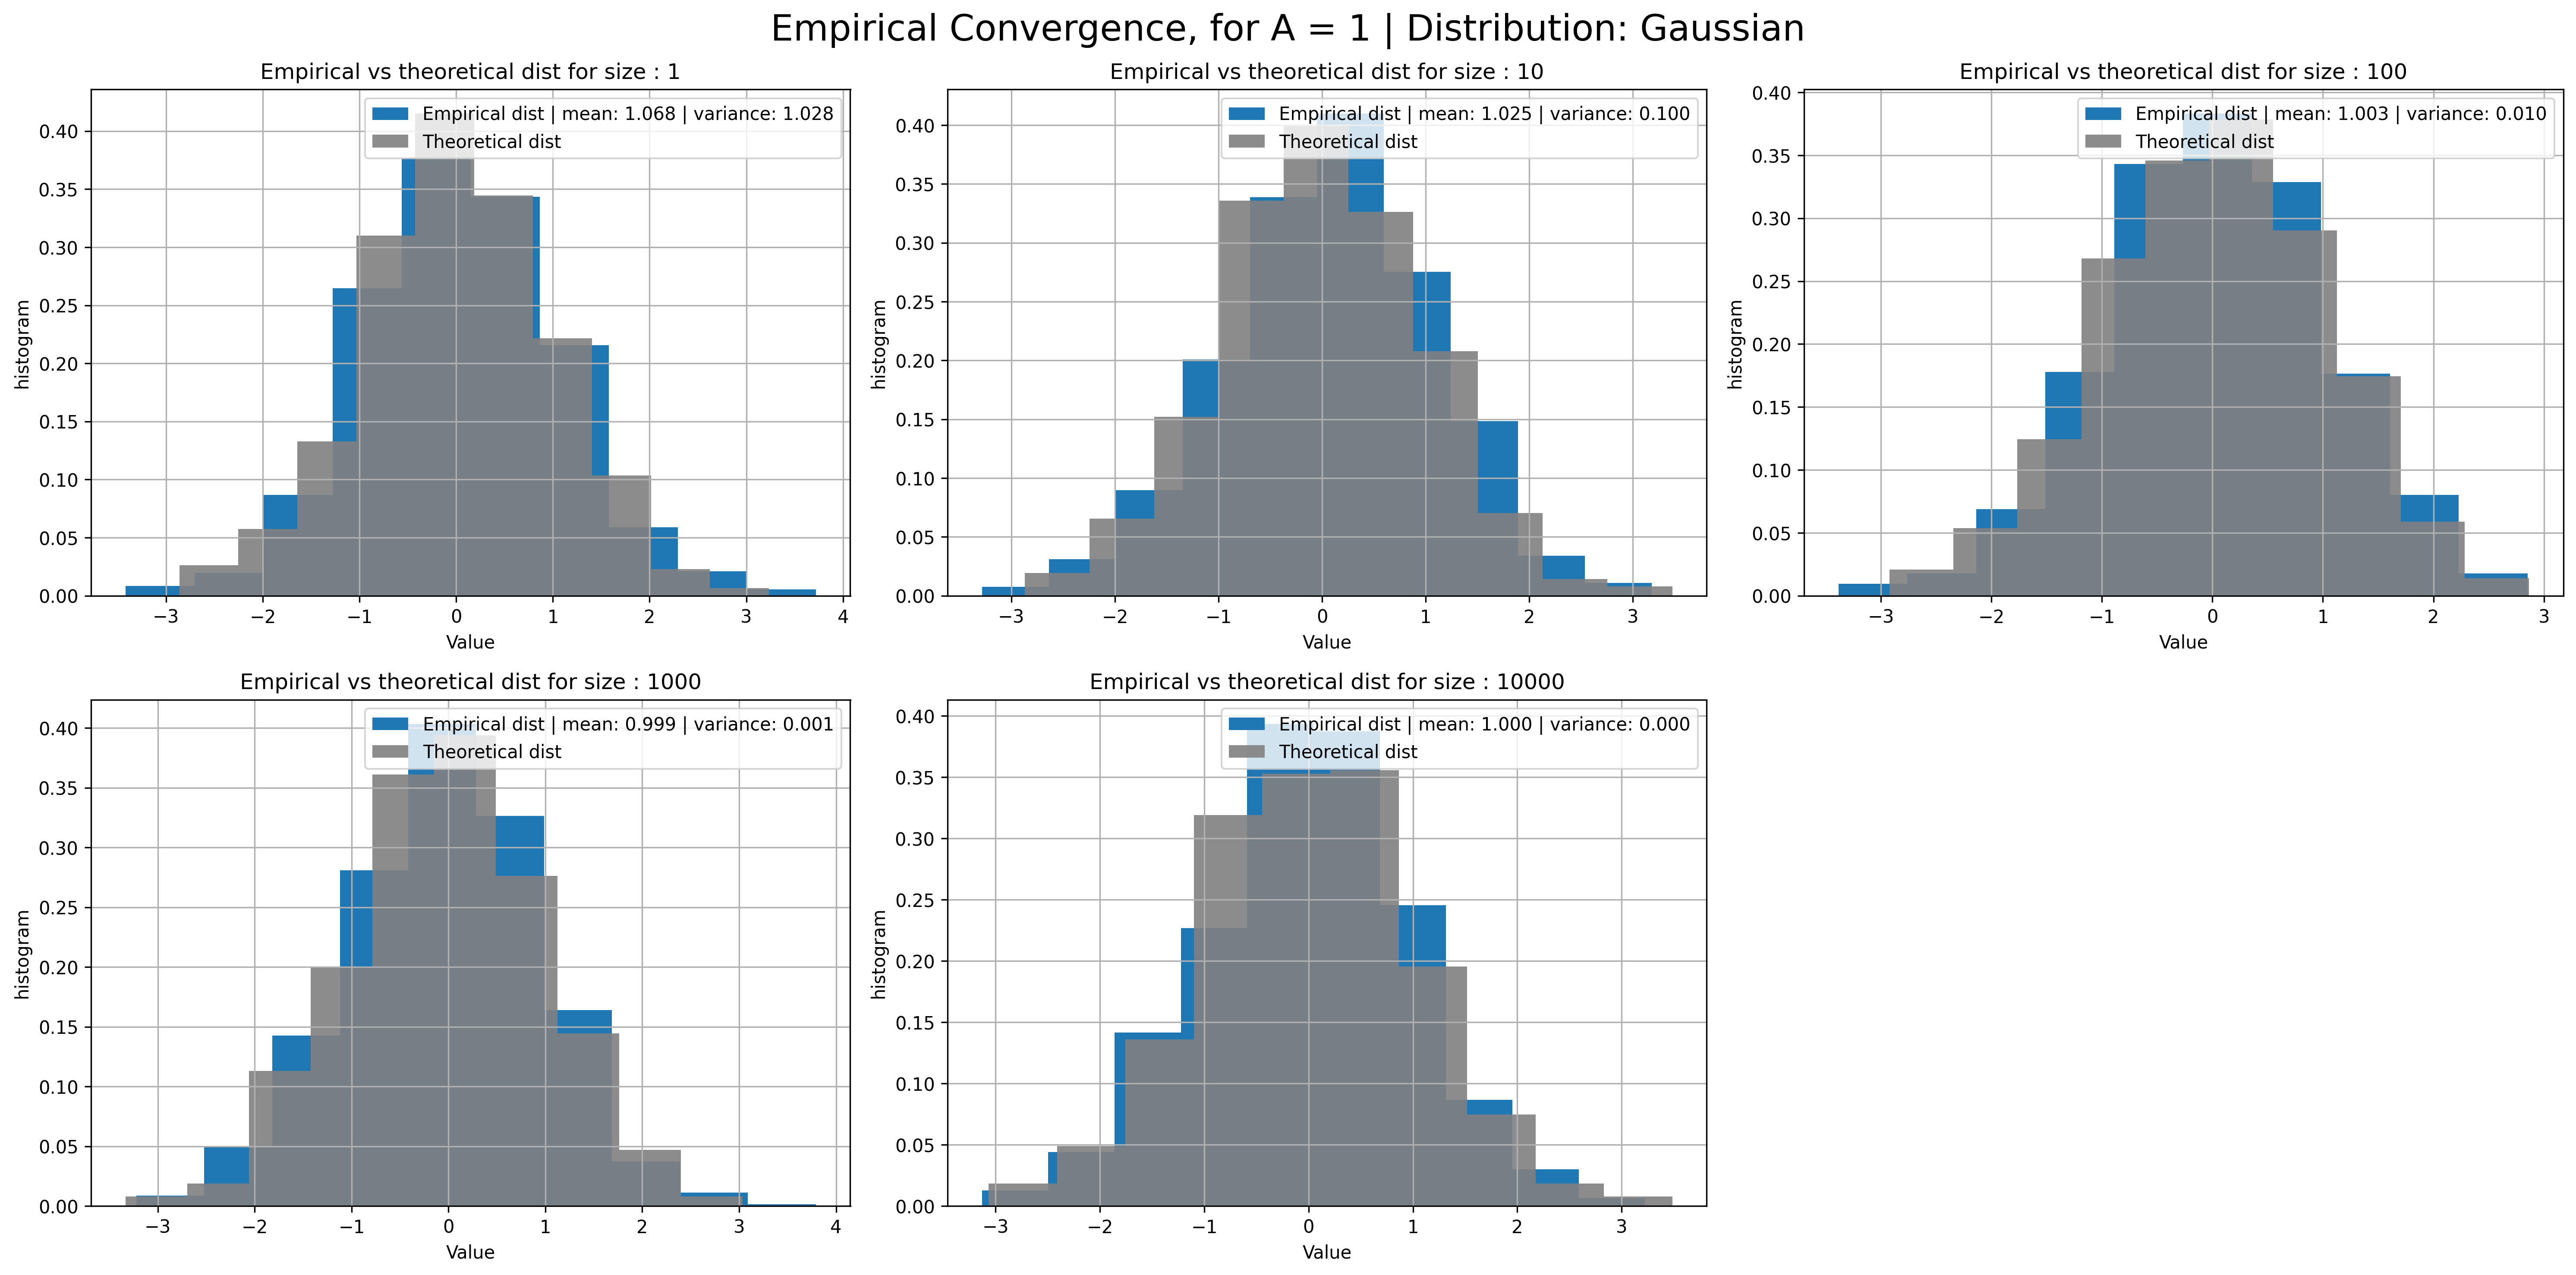 Empirical Convergence, for A = 1 | Distribution: Gaussian
Empirical vs theoretical dist for size : 1
Empirical dist | mean: 1.068 | variance: 1.028
Theoretical dist
histogram
0.40
0.35
0.30
0.25
0.20
0.15
0.10
0.05
0.00
−3 −2 −1 0 1 2 3 4
Value
Empirical vs theoretical dist for size : 10
Empirical dist | mean: 1.025 | variance: 0.100
Theoretical dist
histogram
0.40
0.35
0.30
0.25
0.20
0.15
0.10
0.05
0.00
−3 −2 −1 0 1 2 3
Value
Empirical vs theoretical dist for size : 100
Empirical dist | mean: 1.003 | variance: 0.010
Theoretical dist
histogram
0.40
0.35
0.30
0.25
0.20
0.15
0.10
0.05
0.00
−3 −2 −1 0 1 2 3
Value
Empirical vs theoretical dist for size : 1000
Empirical dist | mean: 0.999 | variance: 0.001
Theoretical dist
histogram
0.40
0.35
0.30
0.25
0.20
0.15
0.10
0.05
0.00
−3 −2 −1 0 1 2 3 4
Value
Empirical vs theoretical dist for size : 10000
Empirical dist | mean: 1.000 | variance: 0.000
Theoretical dist
histogram
0.40
0.35
0.30
0.25
0.20
0.15
0.10
0.05
0.00
−3 −2 −1 0 1 2 3
Value